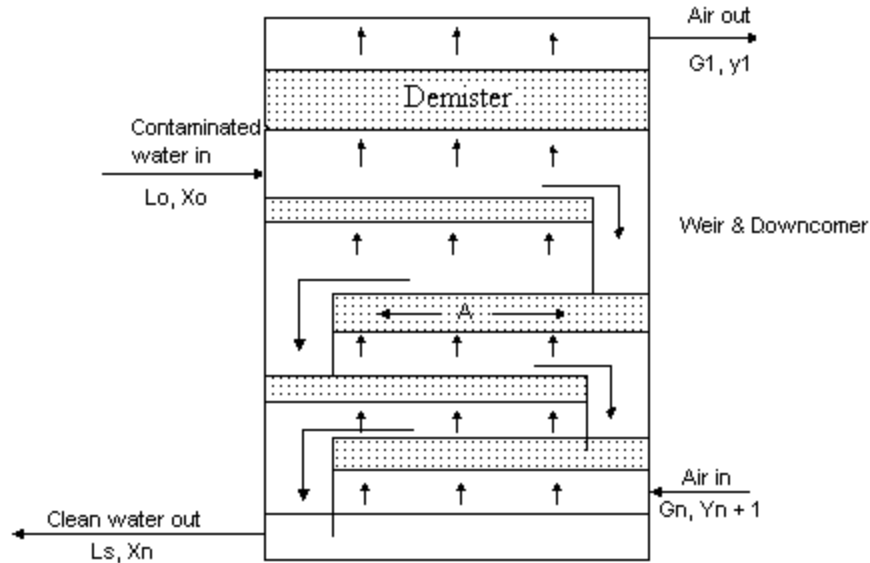 Air out
G1, y1
Demister
Contaminated
water in
Lo, Xo
Weir & Downcomer
A
Air in
Gn, Yn + 1
Clean water out
Ls, Xn